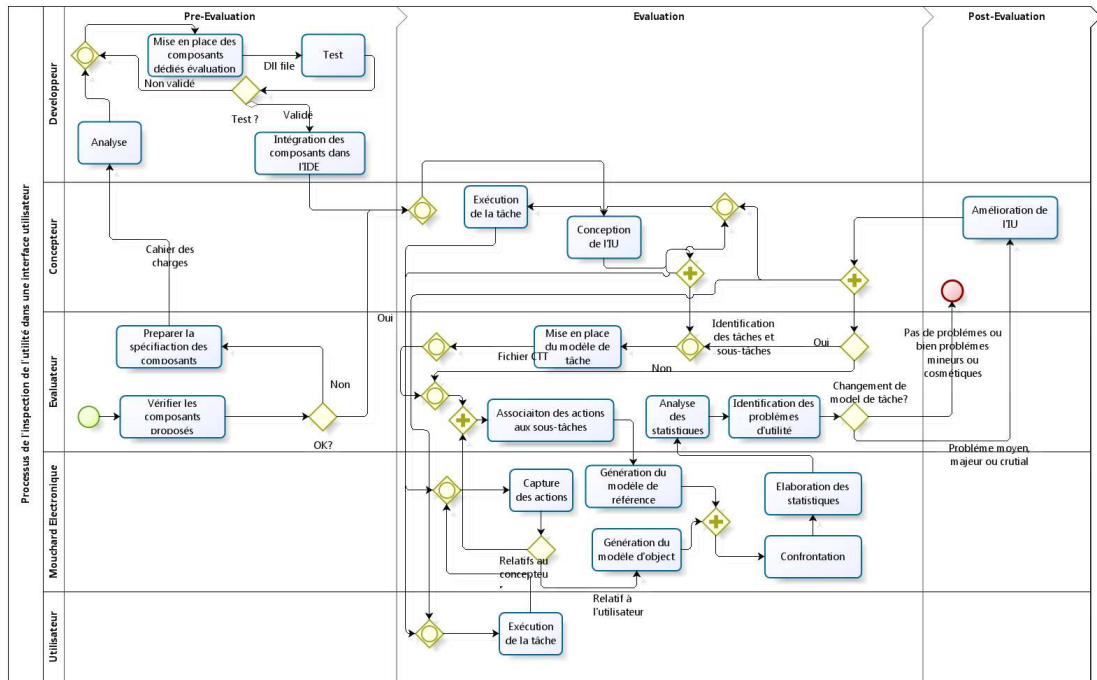 Pre-Evaluation
Evaluation
Post-Evaluation
Processus de l'inspection de l'utilité dans une interface utilisateur
Developpeur
Mise en place des
composants
dédiés évaluation
Dll file
Test
Non validé
Test ?
Validé
Analyse
Intégration des
composants dans
l'IDE
Concepteur
Cahier des
charges
Exécution
de la tâche
Conception
de l'IU
Amélioration de
l'IU
Evaluateur
Oui
Preparer la
spécifiaction des
composants
Non
Vérifier les
composants
proposés
OK?
Fichier CTT
Mise en place
du modèle de
tâche
Identification
des tâches et
sous-tâches
Oui
Non
Pas de problémes ou
bien problémes
mineurs ou
cosmétiques
Associaiton des actions
aux sous-tâches
Analyse
des
statistiques
Identification des
problèmes
d'utilité
Changement de
model de tâche?
Probléme moyen,
majeur ou crutial
Mouchard Electronique
Capture
des actions
Génération du
modèle de
référence
Elaboration des
statistiques
Génération du
modèle d'object
Confrontation
Relatifs au
concepteu
r
Relatif à
l'utilisateur
Utilisateur
Exécution
de la tâche